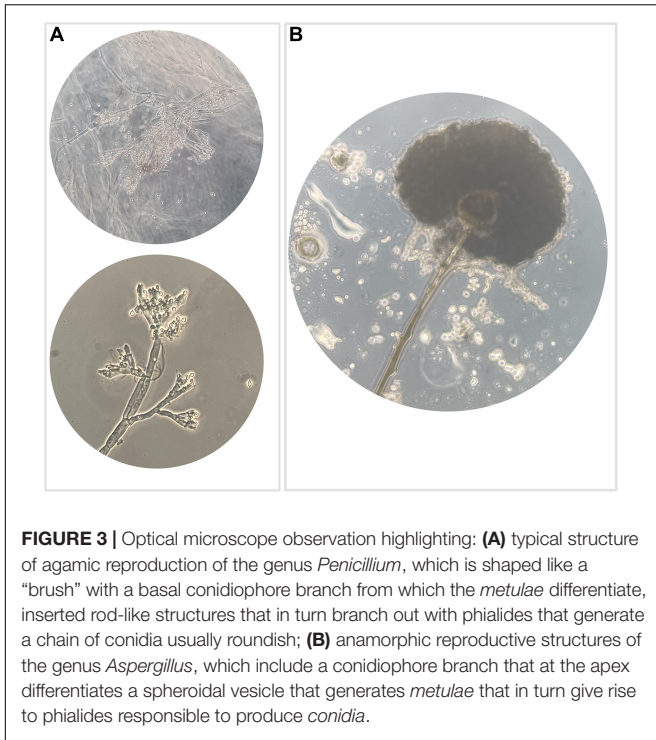 A
B
FIGURE 3 | Optical microscope observation highlighting: (A) typical structure
of agamic reproduction of the genus Penicillium, which is shaped like a
“brush” with a basal conidiophore branch from which the metulae differentiate,
inserted rod-like structures that in turn branch out with phialides that generate
a chain of conidia usually roundish; (B) anamorphic reproductive structures of
the genus Aspergillus, which include a conidiophore branch that at the apex
differentiates a spheroidal vesicle that generates metulae that in turn give rise
to phialides responsible to produce conidia.